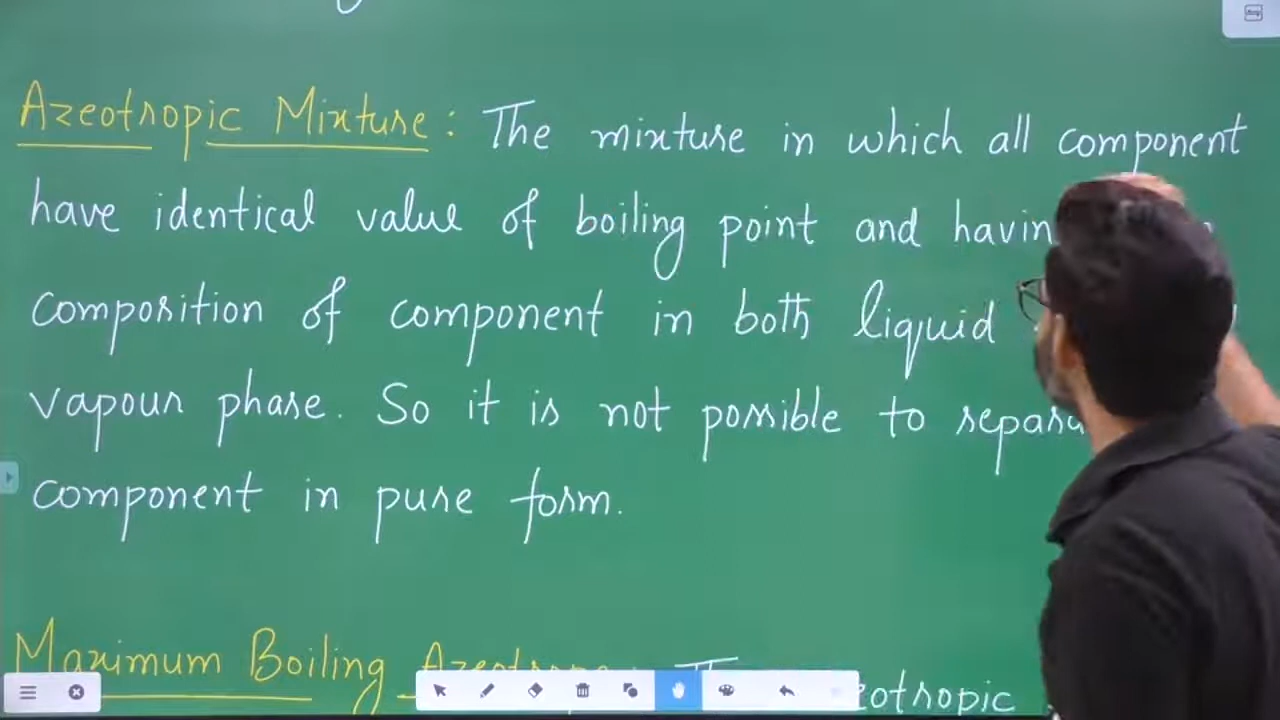 Azeotropic Mixture: The mixture in which all component
have identical value of boiling point and havin
composition of component in both liquid
vapour phase. So it is not possible to separa
component in pure form.
Maximum Boiling Azeotrope: The eotropic